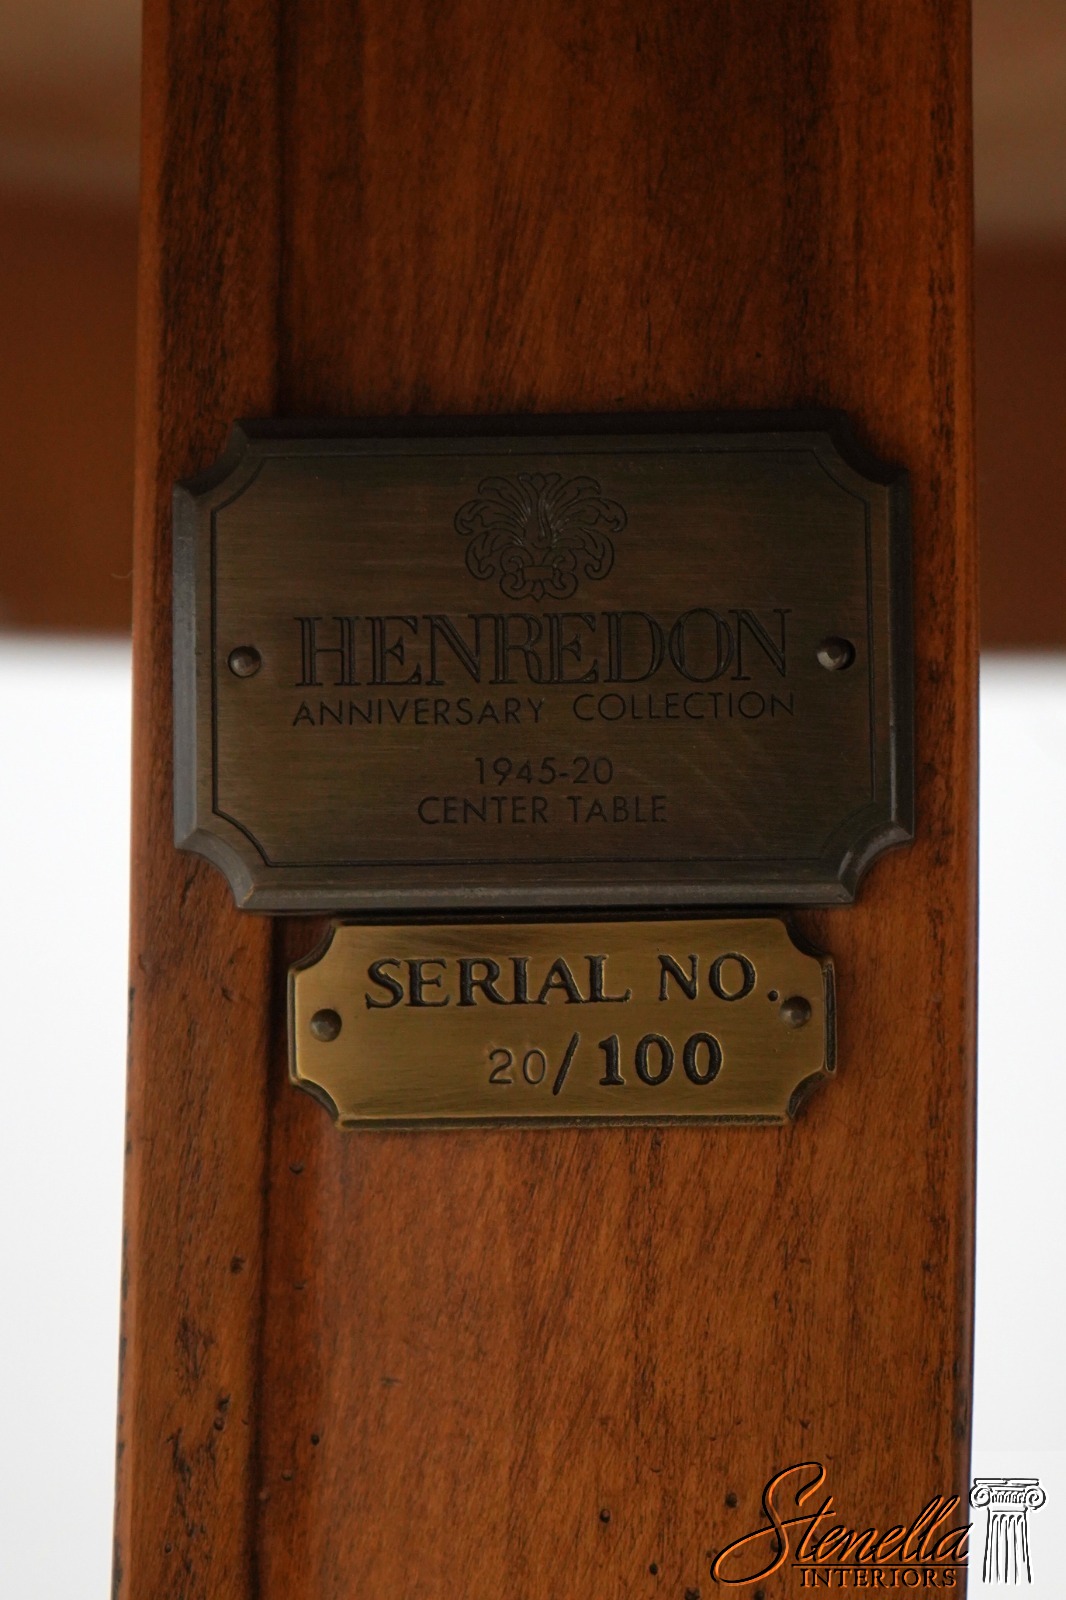 HENREDON
ANNIVERSARY COLLECTION
1945-20
CENTER TABLE
SERIAL NO.
20/100
Stenella
INTERIORS